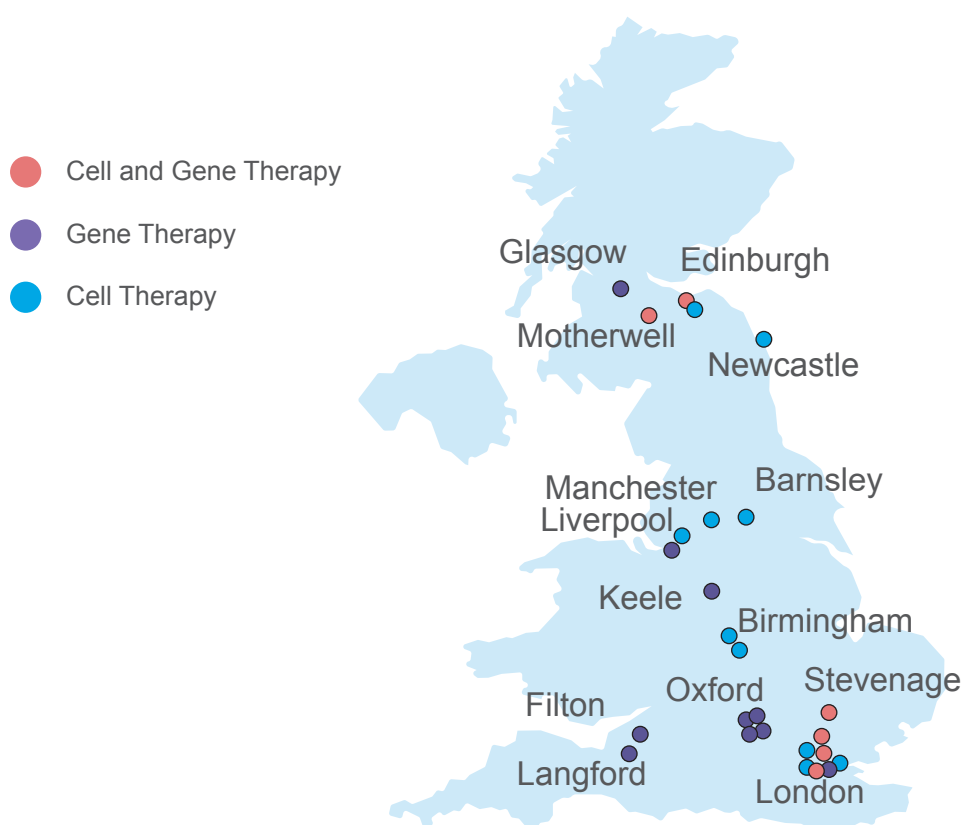 Cell and Gene Therapy
Gene Therapy
Cell Therapy
Glasgow
Edinburgh
Motherwell
Newcastle
Barnsley
Manchester
Liverpool
Keele
Birmingham
Stevenage
Oxford
Filton
Langford
London